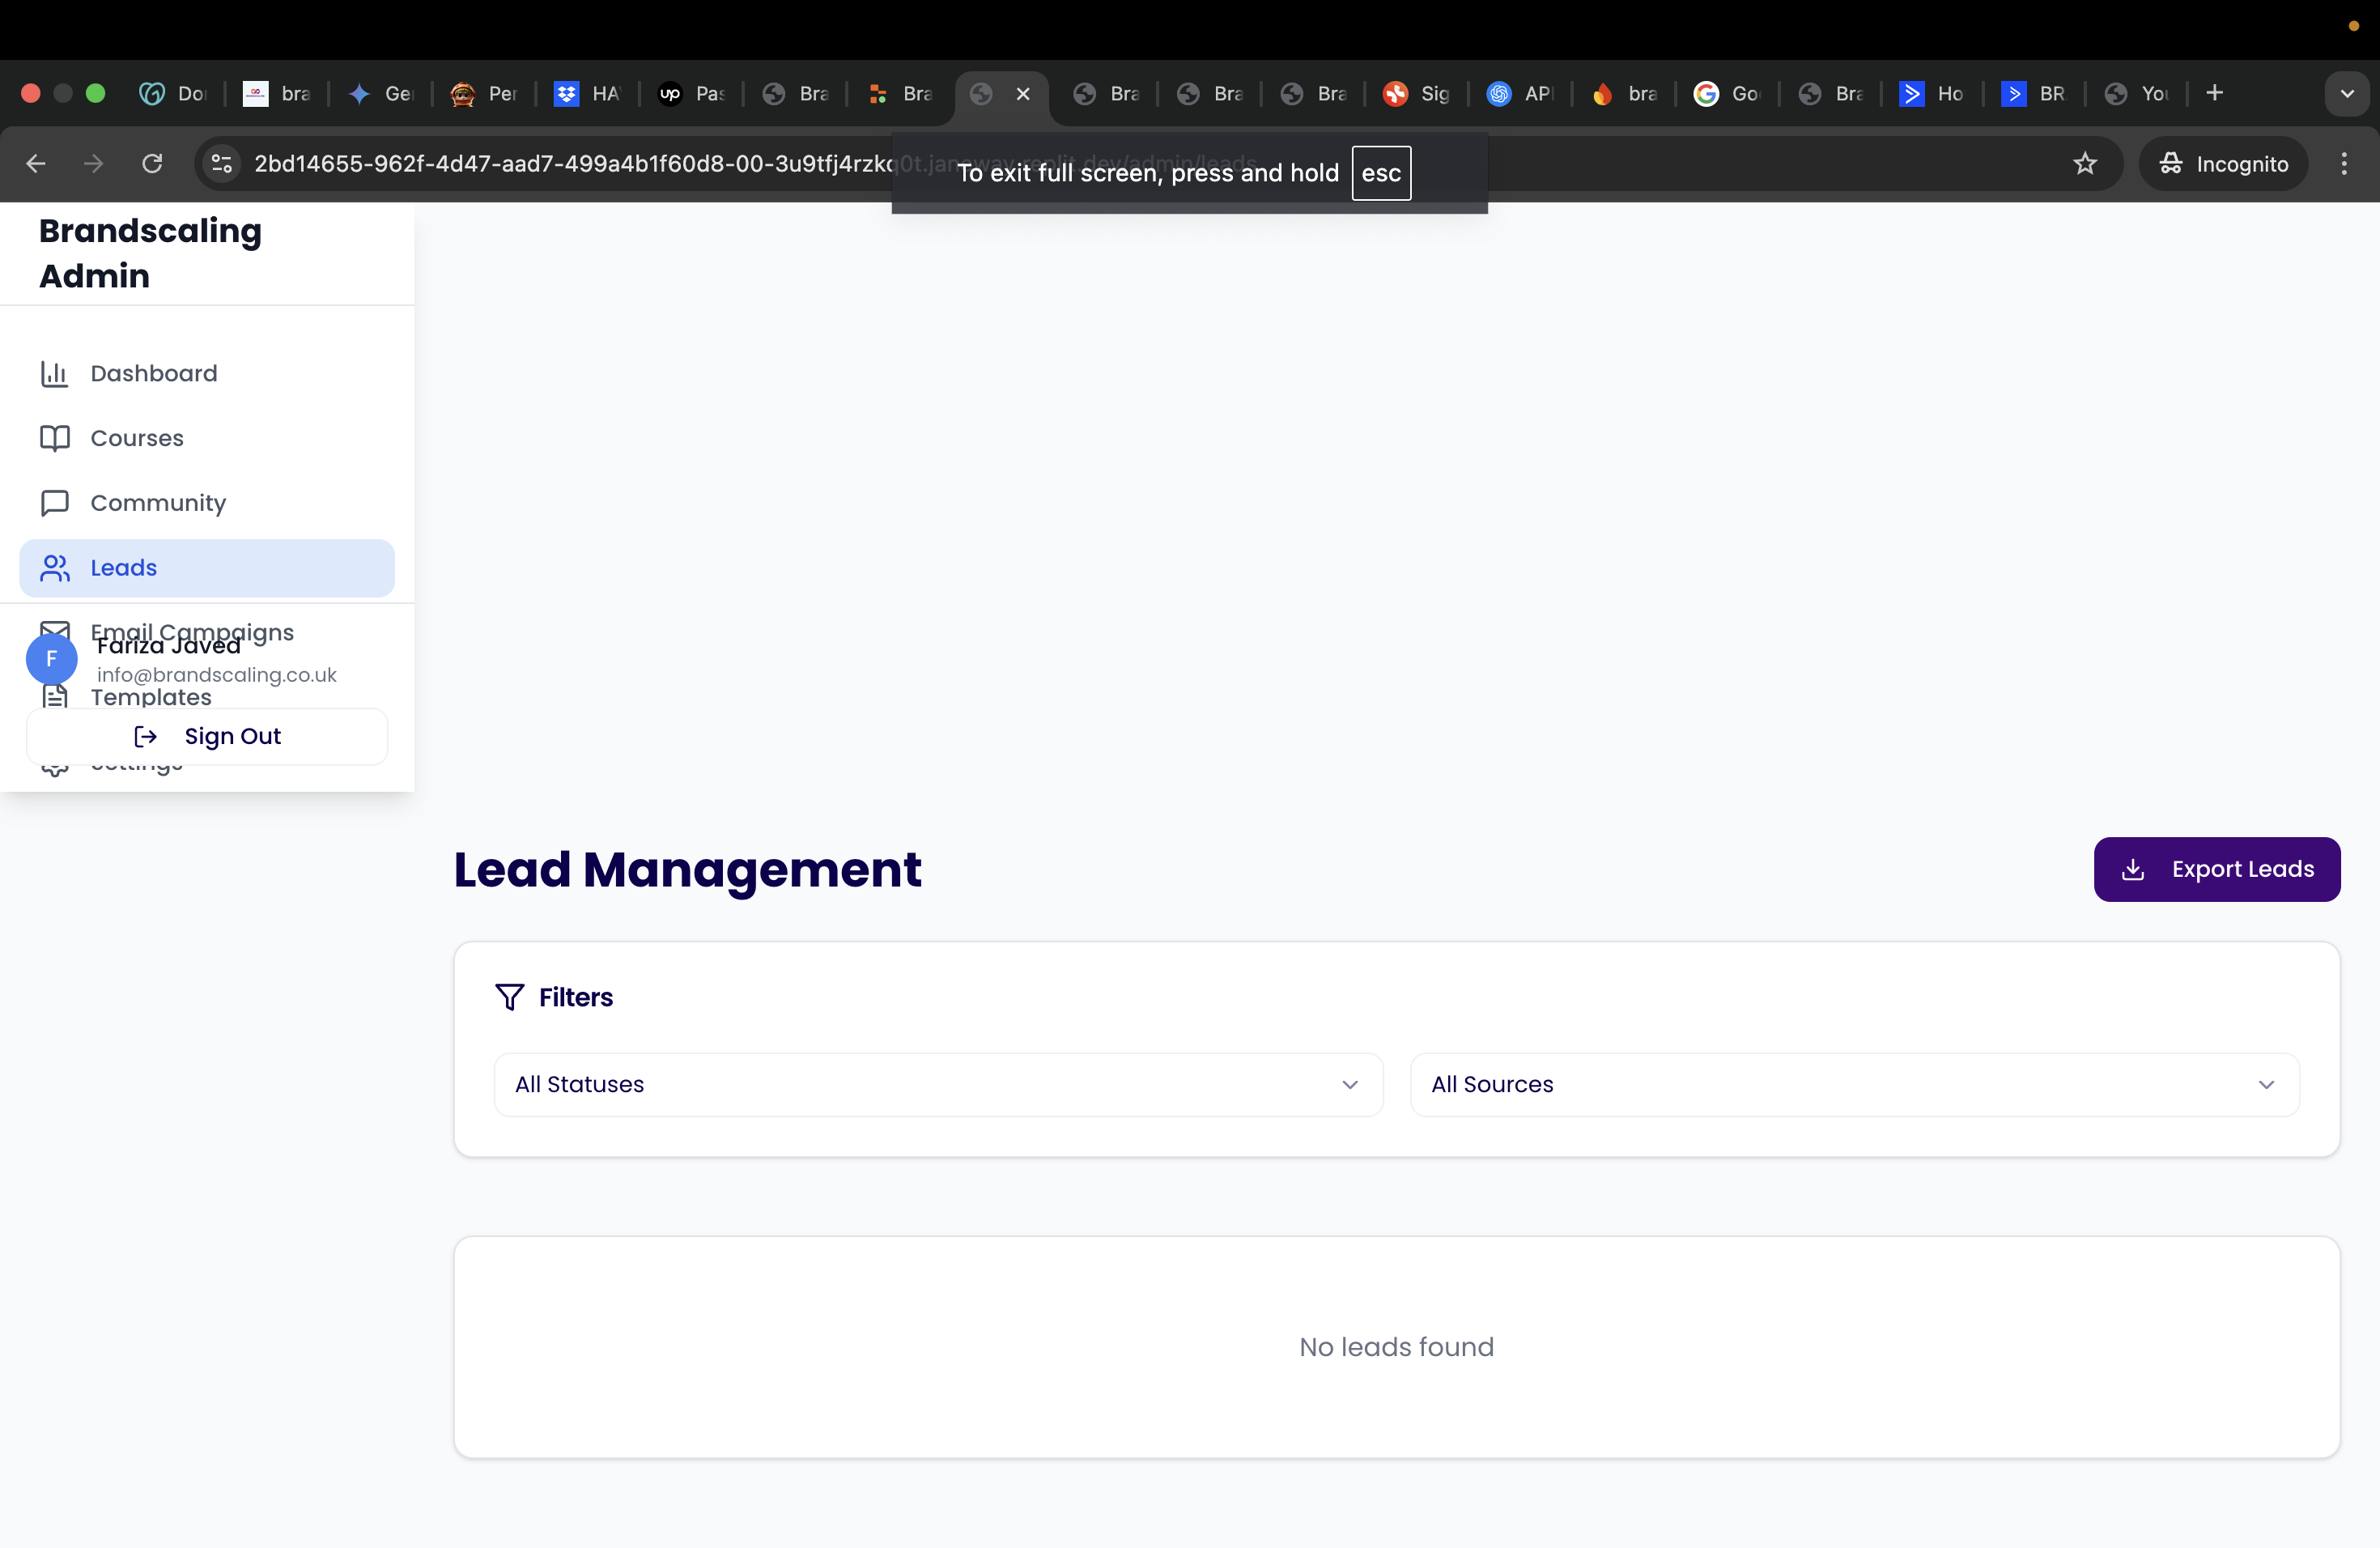 Do
bra
Ge
Per
HA
up
Pas
Bra
Bra
Bra
Bra
Bra
Sig
AP
bra
Go
Bra
Ho
BR
You
2bd14655-962f-4d47-aad7-499a4b1f60d8-00-3u9tfj4rzkq0t.janeway.replit.dev/admin/leads
Incognito
To exit full screen, press and hold esc
Brandscaling
Admin
Dashboard
Courses
Community
Leads
Email Campaigns
F
Fariza Javed
info@brandscaling.co.uk
Templates
Sign Out
Settings
Lead Management
Export Leads
Filters
All Statuses
All Sources
No leads found